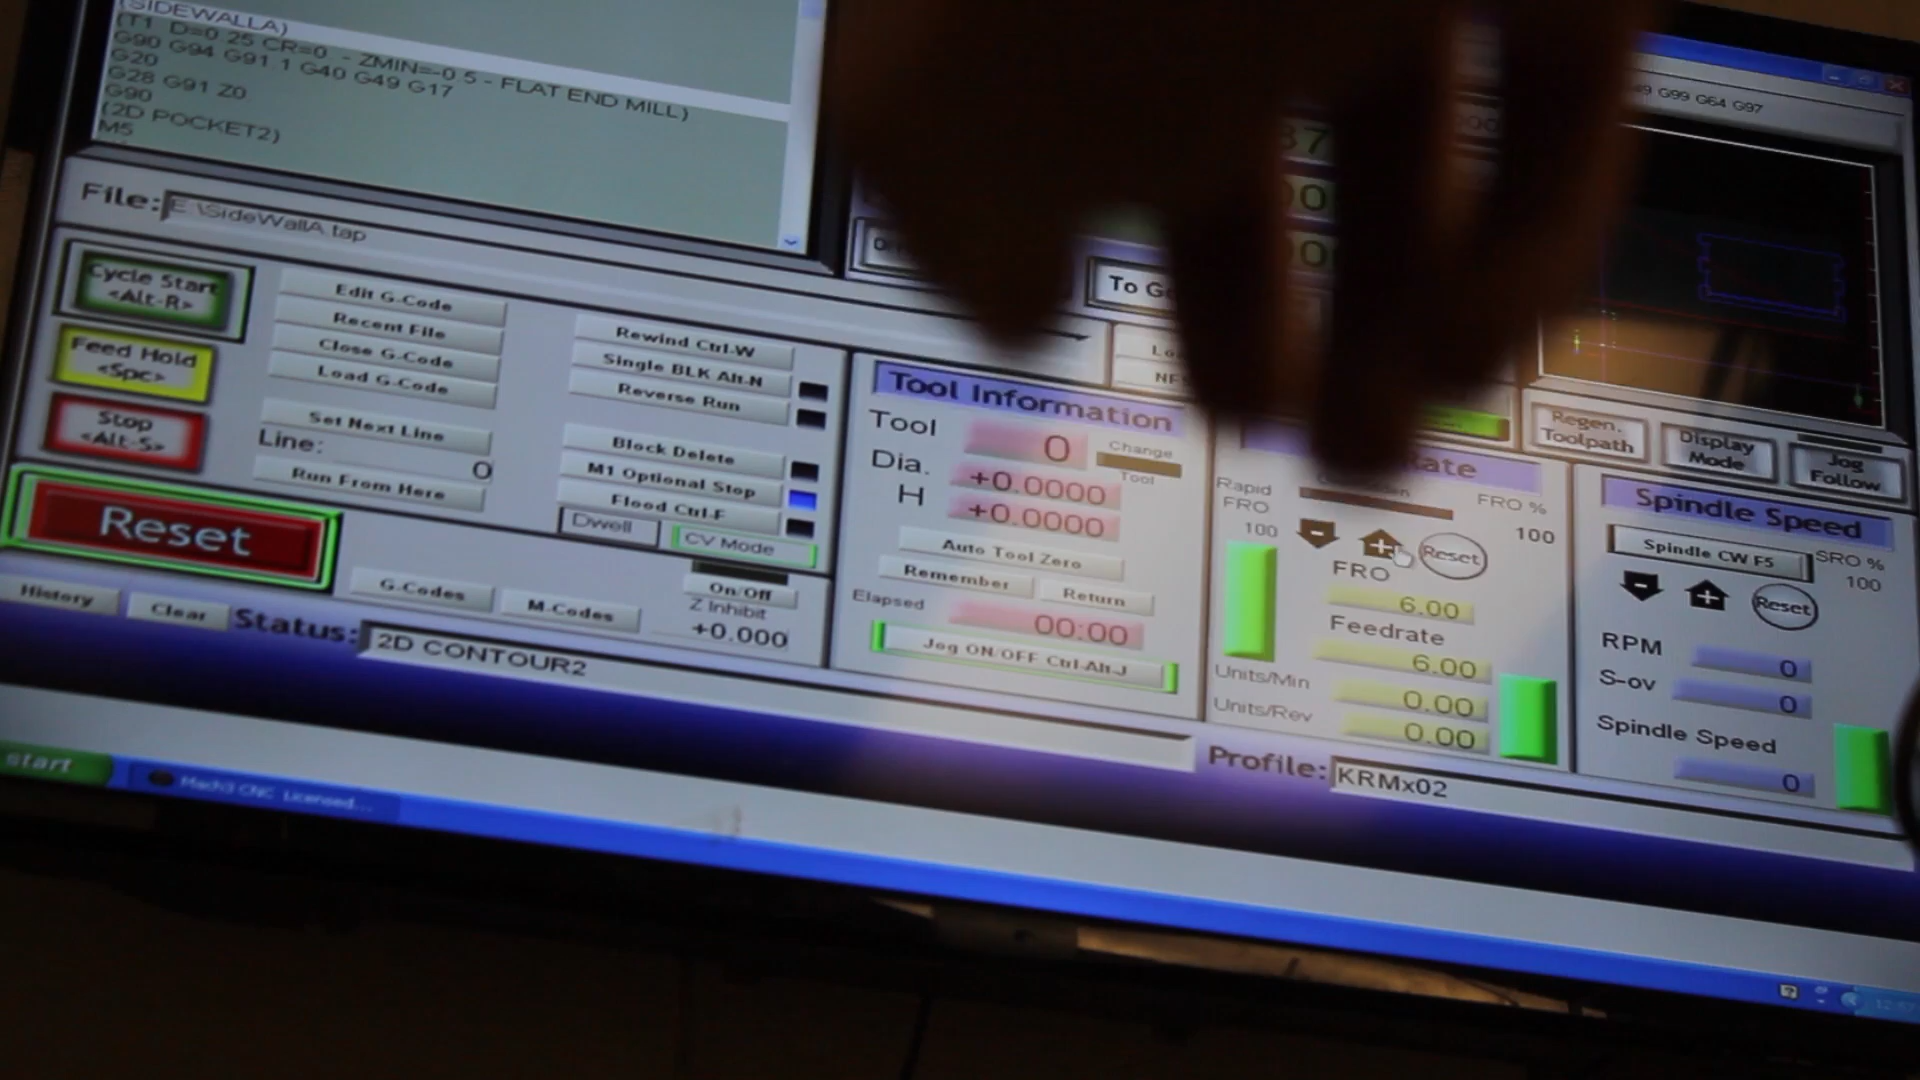 (SIDEWALLA)
(T1 D=0 25 CR=0 - ZMIN=-0 5 - FLAT END MILL)
G90 G94 G91 1 G40 G49 G17
G20
G28 G91 Z0
G90
(2D POCKET2)
M5
G99 G64 G97
File: E:\SideWallA.tap
Cycle Start
<Alt-R>
Feed Hold
<Spc>
Stop
<Alt-S>
Reset
Edit G-Code
Recent File
Close G-Code
Load G-Code
Set Next Line
Line: 0
Run From Here
Rewind Ctrl-W
Single BLK Alt-N
Reverse Run
Block Delete
M1 Optional Stop
Flood Ctrl-F
Dwell
CV Mode
On/Off
Z Inhibit
+0.000
G-Codes
M-Codes
History
Clear
Status: 2D CONTOUR2
To
Tool Information
Tool 0
Change
Tool
Dia. +0.0000
H +0.0000
Auto Tool Zero
Remember
Return
Elapsed 00:00
Jog ON/OFF Ctrl-Alt-J
Rapid
FRO
100
FRO %
100
Reset
FRO
6.00
Feedrate
6.00
Units/Min 0.00
Units/Rev 0.00
Regen.
Toolpath
Display
Mode
Jog
Follow
Spindle Speed
Spindle CW F5
SRO %
100
Reset
RPM 0
S-ov 0
Spindle Speed
0
Profile: KRMx02
start
Mach3 CNC Licensed...